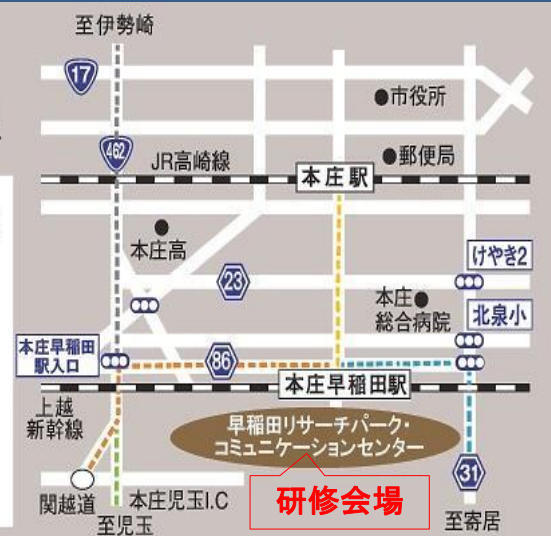 至伊勢崎
17
●市役所
462
JR高崎線
●郵便局
本庄駅
●
本庄高
けやき2
23
本庄●
総合病院
北泉小
本庄早稲田
駅入口
86
本庄早稲田駅
上越
新幹線
早稲田リサーチパーク・
コミュニケーションセンター
31
関越道
本庄児玉I.C
研修会場
至児玉
至寄居